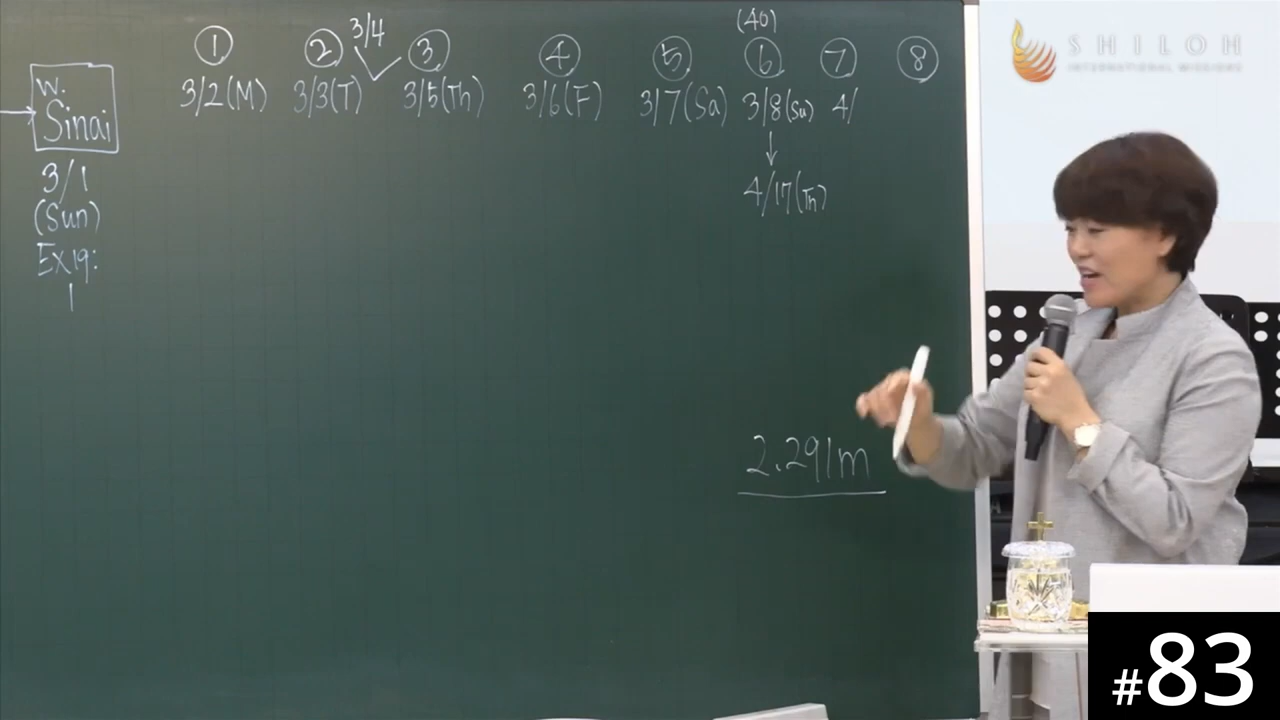 (40)
① ② 3/4 ③ ④ ⑤ ⑥ ⑦ ⑧
3/2(M) 3/3(T) 3/5(Th) 3/6(F) 3/7(Sa) 3/8(Su) 4/
4/17(Th)
w.
Sinai
3/1
(Sun)
Ex19:
1
2.291m
SHILOH
INTERNATIONAL MISSIONS
#83